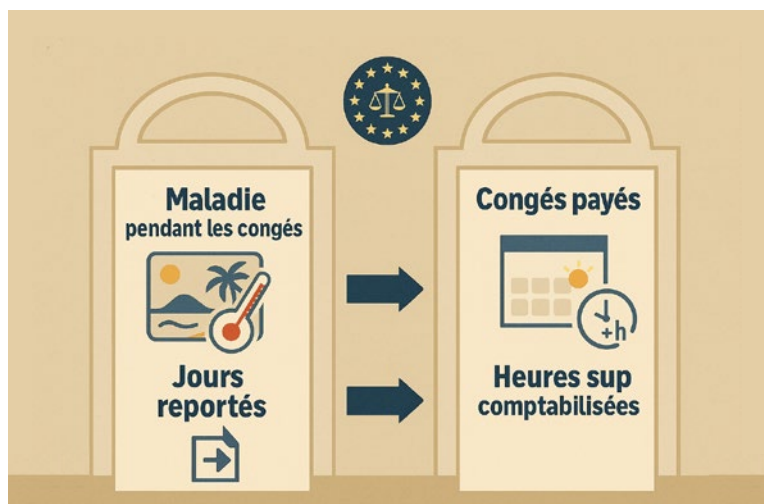 Maladie
pendant les congés
Jours
reportés
Congés payés
+h
Heures sup
comptabilisées